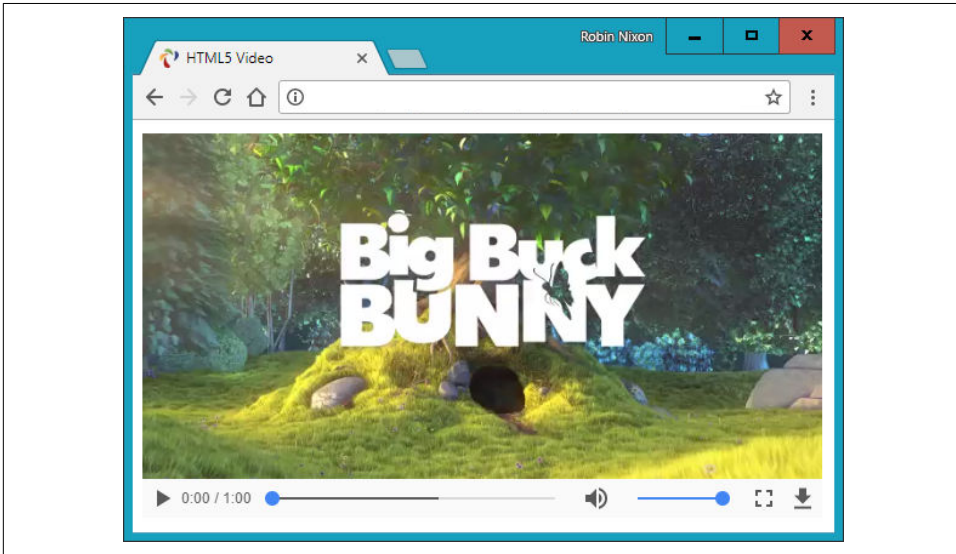 Robin Nixon
HTML5 Video
Big Buck
BUNNY
0:00 / 1:00